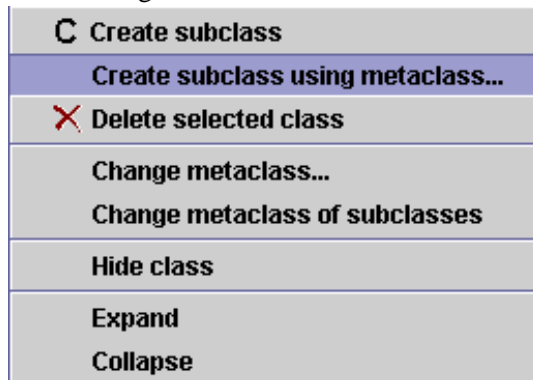 C Create subclass
Create subclass using metaclass...
Delete selected class
Change metaclass...
Change metaclass of subclasses
Hide class
Expand
Collapse